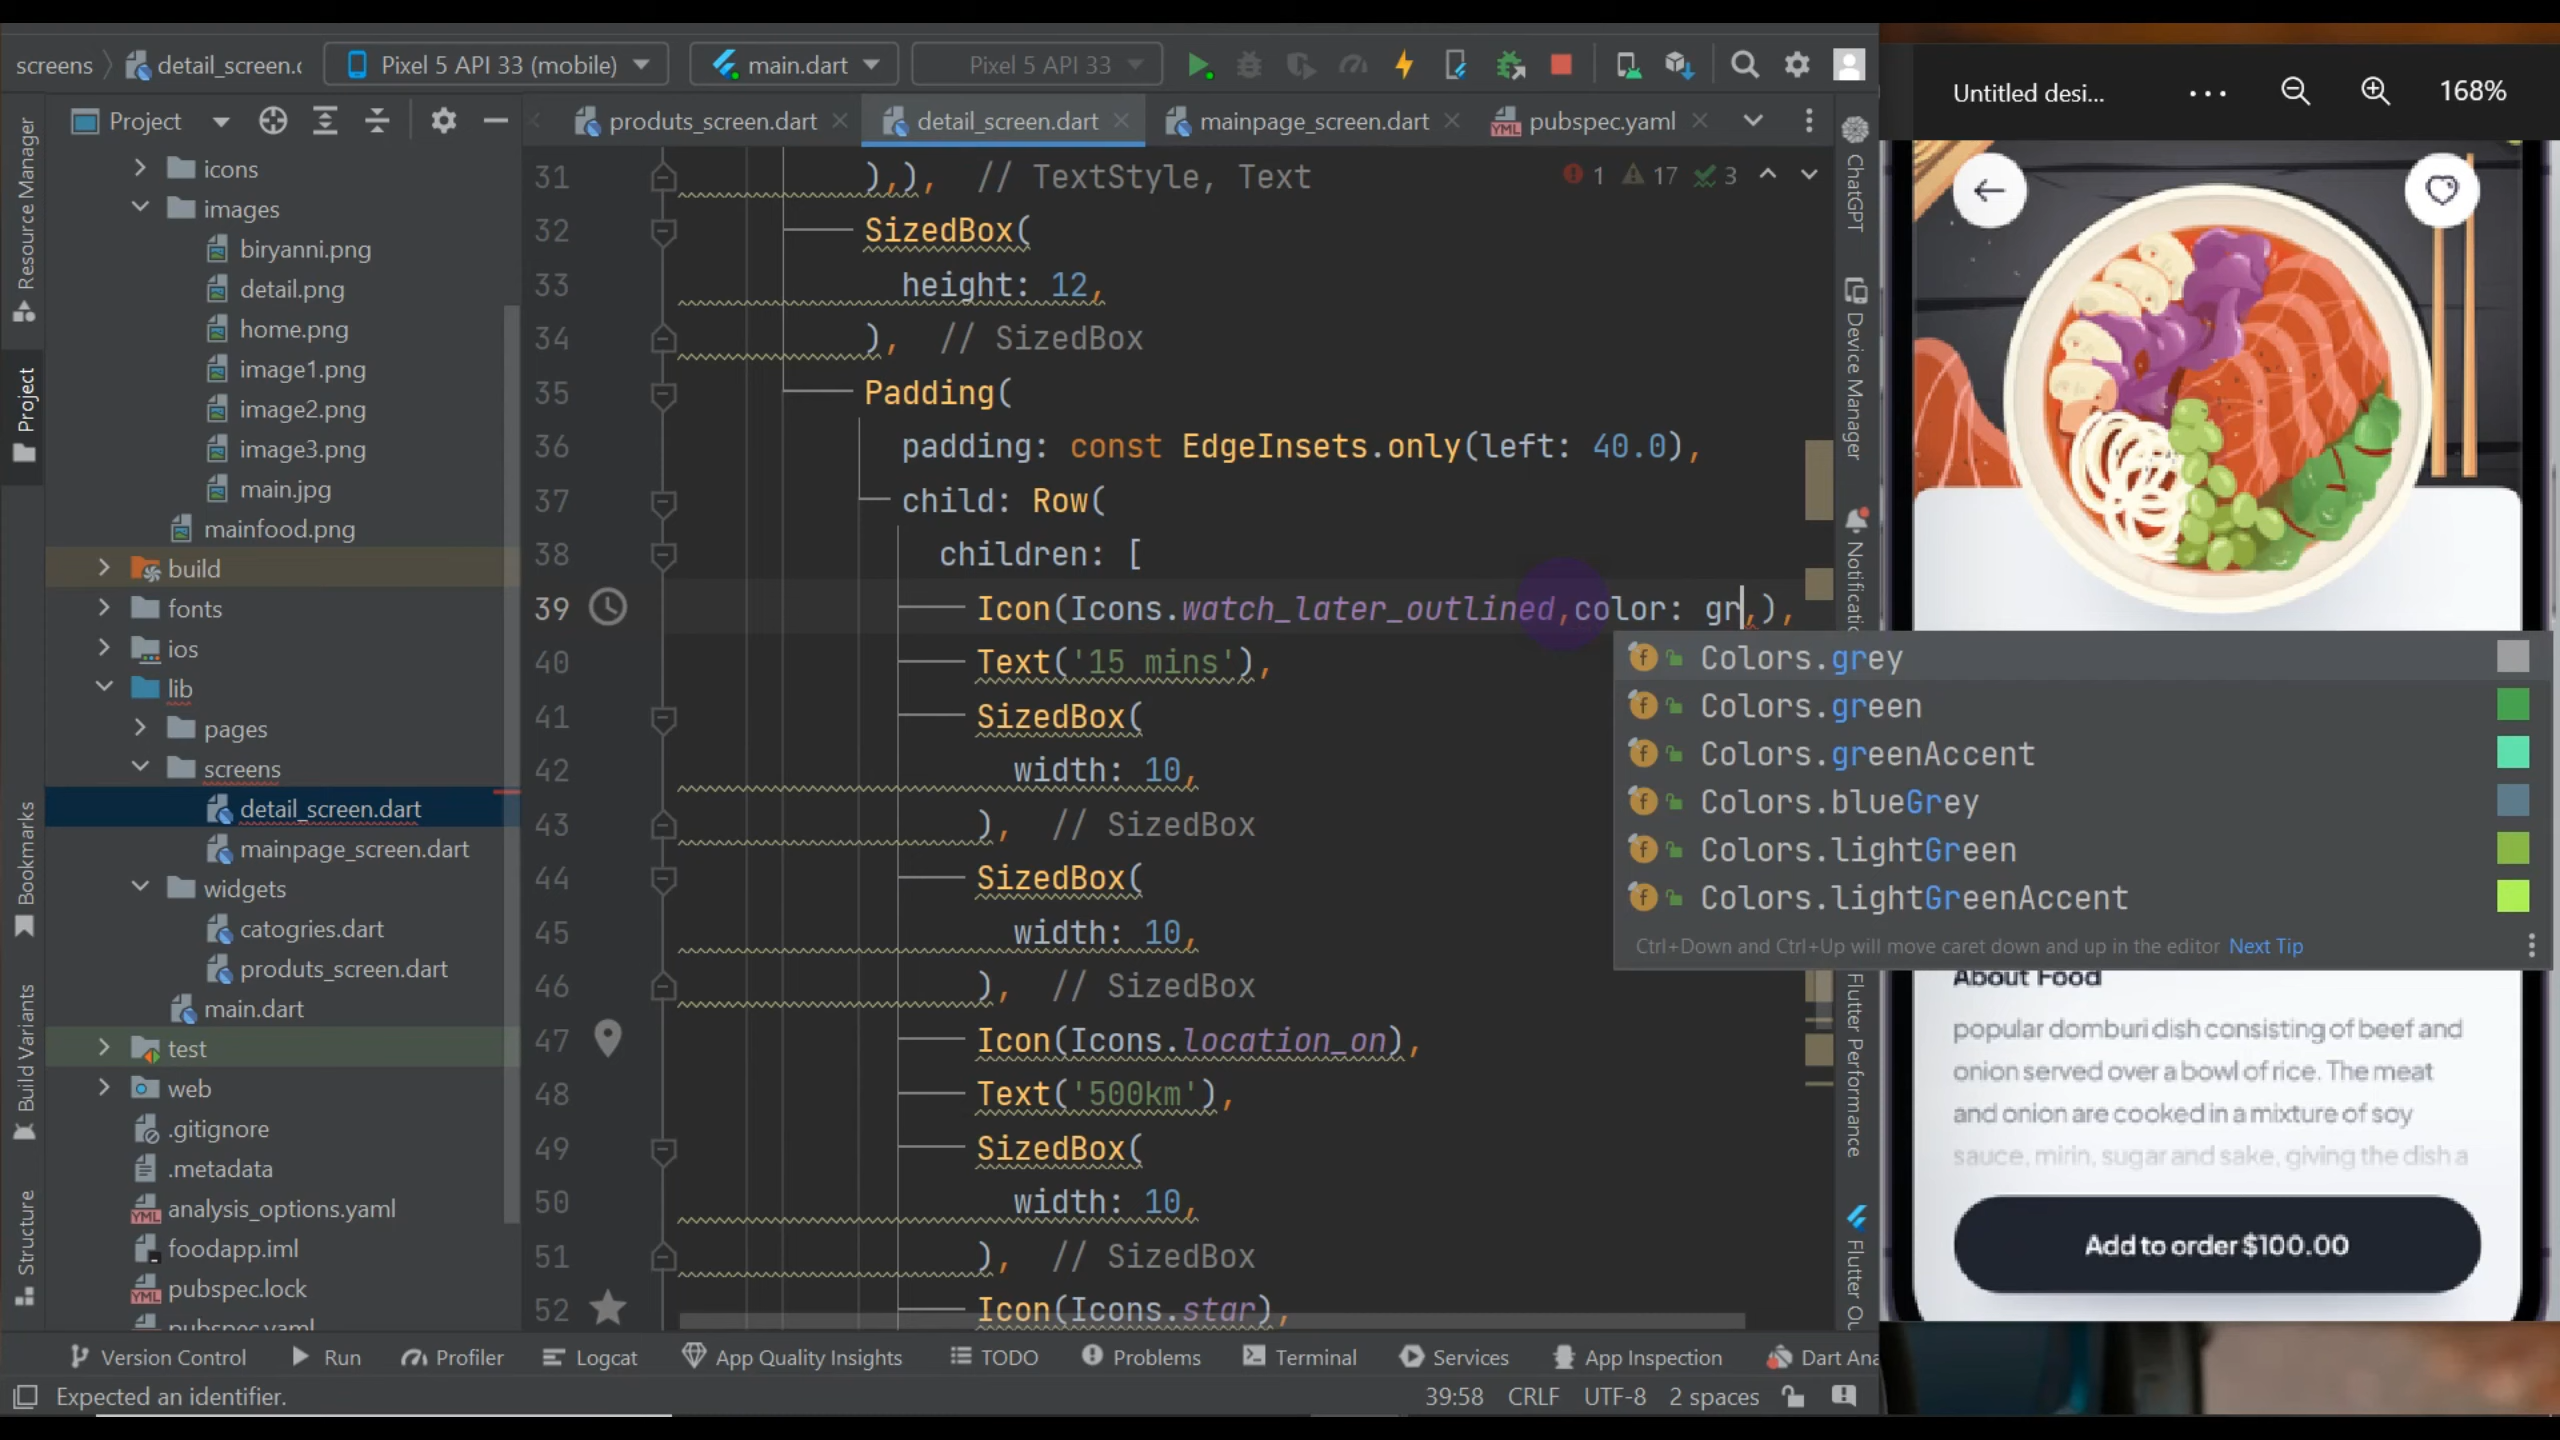 screens
detail_screen.c
Pixel 5 API 33 (mobile)
main.dart
Pixel 5 API 33
Untitled desi...
168%
Project
produts_screen.dart
detail_screen.dart
mainpage_screen.dart
pubspec.yaml
Resource Manager
Project
Bookmarks
Build Variants
Structure
icons
images
biryanni.png
detail.png
home.png
image1.png
image2.png
image3.png
main.jpg
mainfood.png
build
fonts
ios
lib
pages
screens
detail_screen.dart
mainpage_screen.dart
widgets
catogries.dart
produts_screen.dart
main.dart
test
web
.gitignore
.metadata
analysis_options.yaml
foodapp.iml
pubspec.lock
pubspec.yaml
1 17 3
31 ),), // TextStyle, Text
32 SizedBox(
33 height: 12,
34 ), // SizedBox
35 Padding(
36 padding: const EdgeInsets.only(left: 40.0),
37 child: Row(
38 children: [
39 Icon(Icons.watch_later_outlined,color: gr,),
40 Text('15 mins'),
41 SizedBox(
42 width: 10,
43 ), // SizedBox
44 SizedBox(
45 width: 10,
46 ), // SizedBox
47 Icon(Icons.location_on),
48 Text('500km'),
49 SizedBox(
50 width: 10,
51 ), // SizedBox
52 Icon(Icons.star),
Colors.grey
Colors.green
Colors.greenAccent
Colors.blueGrey
Colors.lightGreen
Colors.lightGreenAccent
Ctrl+Down and Ctrl+Up will move caret down and up in the editor Next Tip
ChatGPT
Device Manager
Notificatic
Flutter Performance
Flutter Ou
About Food
popular domburi dish consisting of beef and
onion served over a bowl of rice. The meat
and onion are cooked in a mixture of soy
sauce, mirin, sugar and sake, giving the dish a
Add to order $100.00
Version Control
Run
Profiler
Logcat
App Quality Insights
TODO
Problems
Terminal
Services
App Inspection
Dart Ana
Expected an identifier.
39:58 CRLF UTF-8 2 spaces